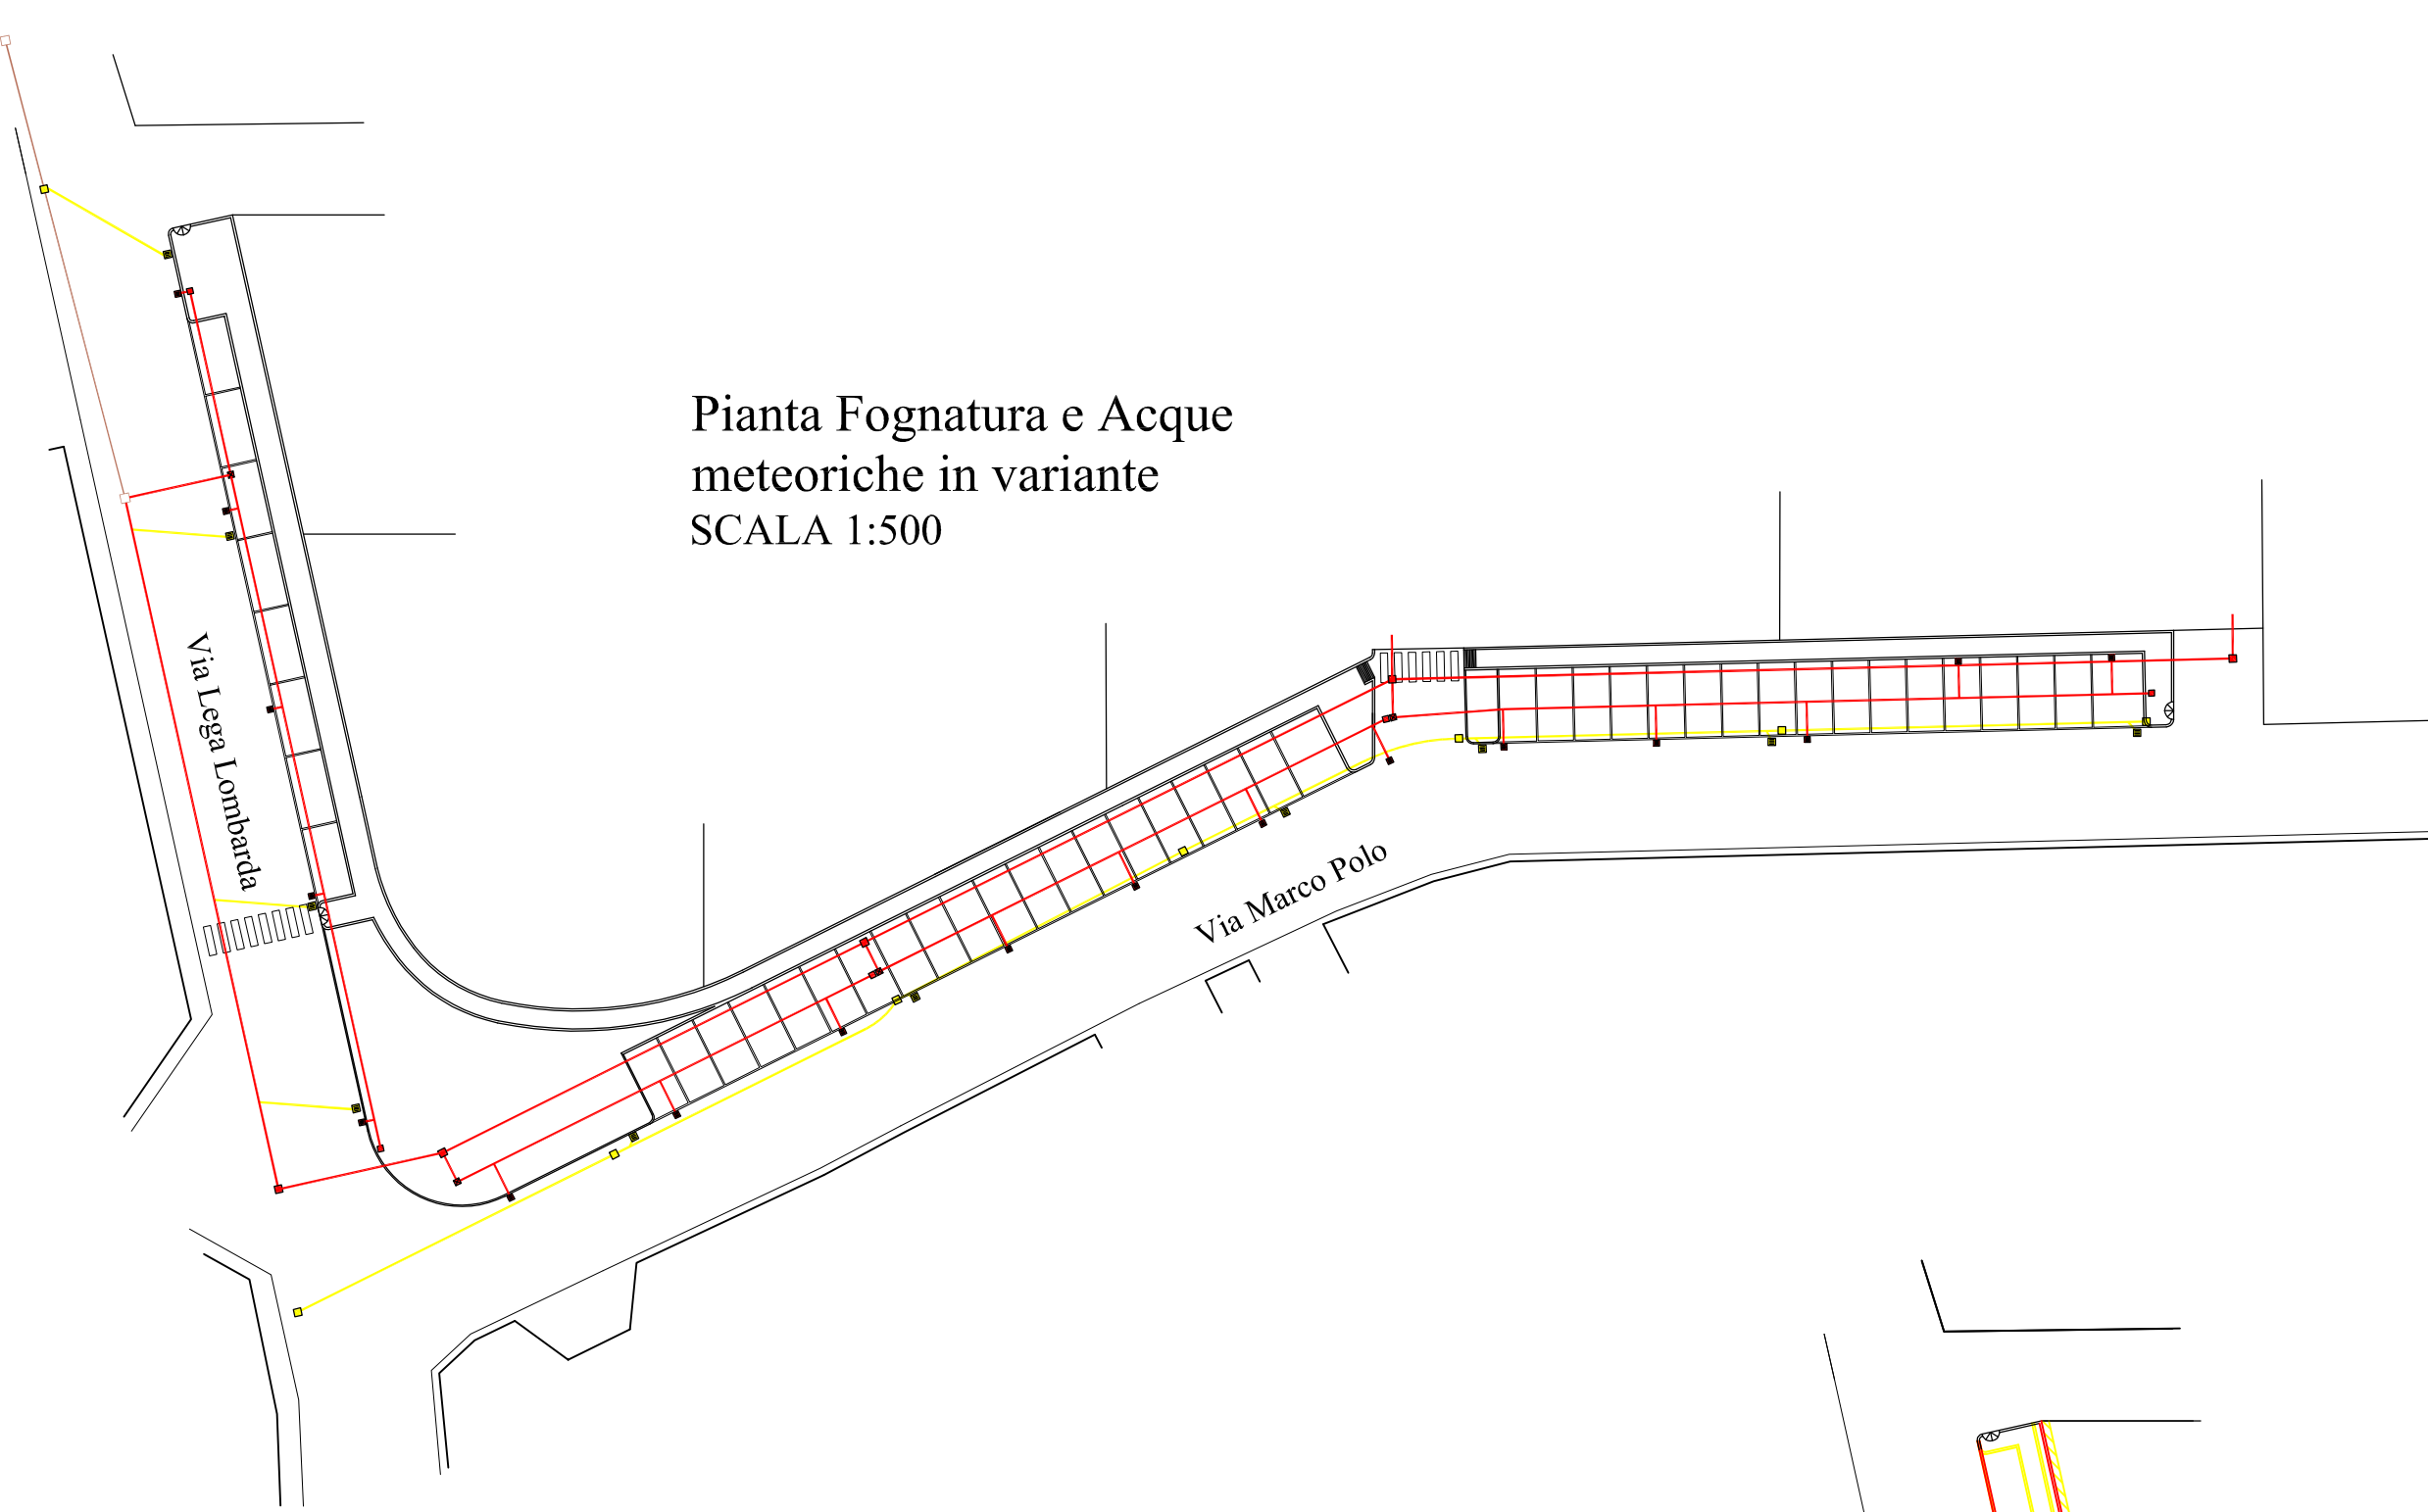 Pianta Fognatura e Acque
meteoriche in variante
SCALA 1:500
Via Lega Lombarda
Via Marco Polo